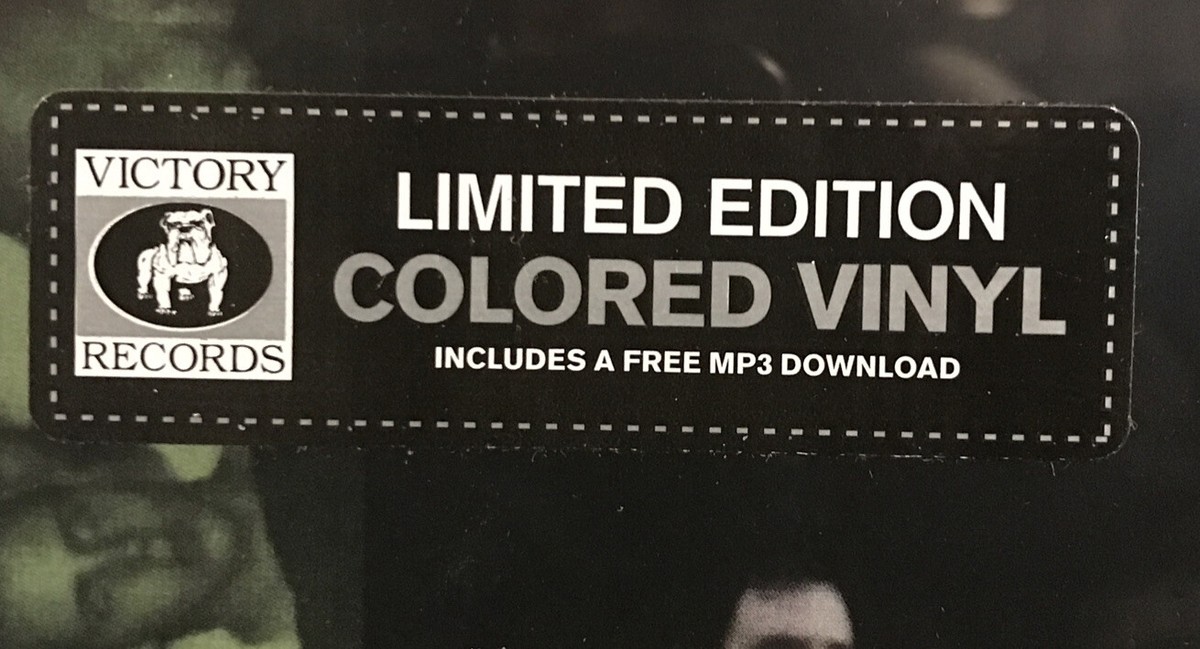 VICTORY
RECORDS
LIMITED EDITION
COLORED VINYL
INCLUDES A FREE MP3 DOWNLOAD